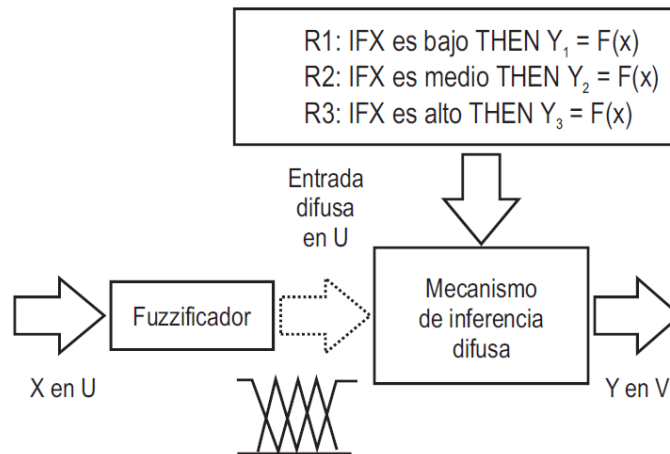 R1: IFX es bajo THEN Y₁ = F(x)
R2: IFX es medio THEN Y₂ = F(x)
R3: IFX es alto THEN Y₃ = F(x)
Entrada
difusa
en U
Fuzzificador
Mecanismo
de inferencia
difusa
X en U
Y en V